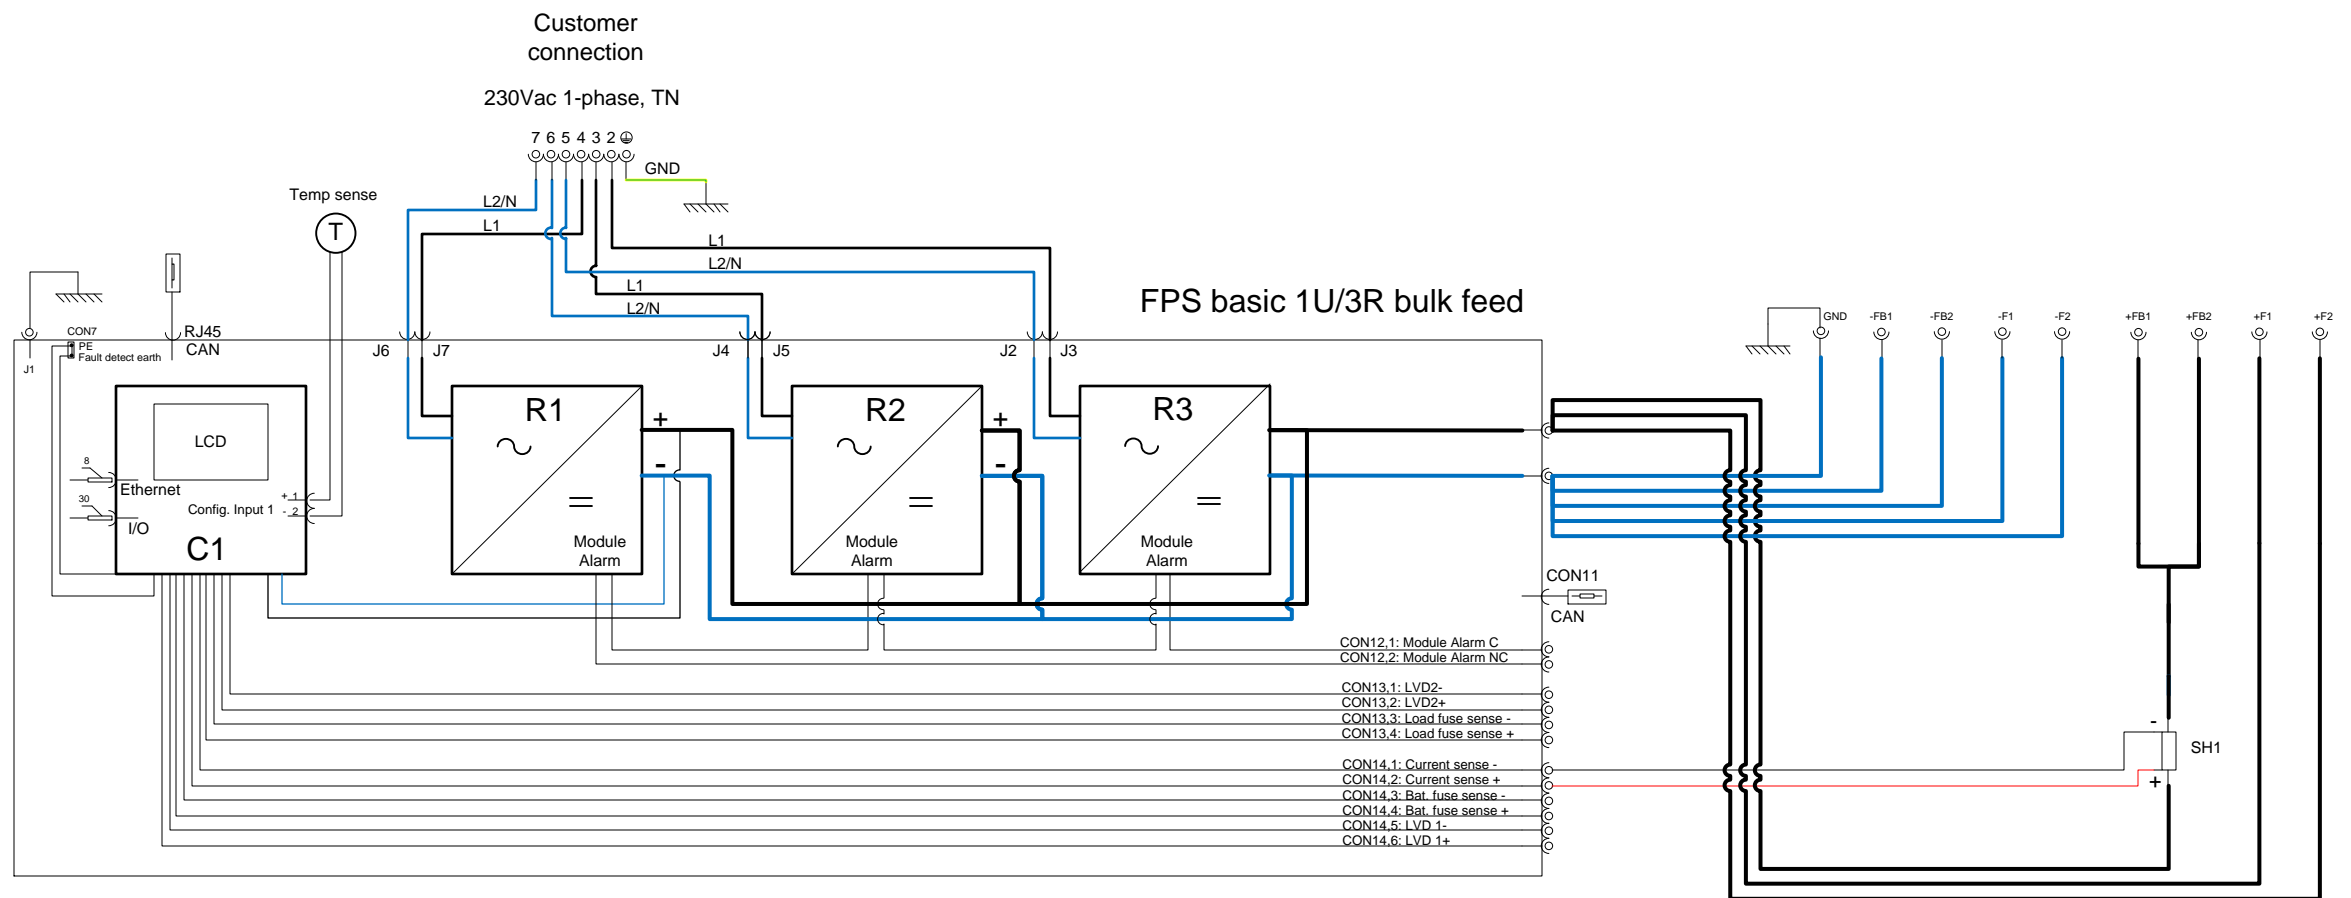 Customer
connection
230Vac 1-phase, TN
7 6 5 4 3 2
GND
L2/N
L1
L1
L2/N
L1
L2/N
Temp sense
T
FPS basic 1U/3R bulk feed
GND -FB1 -FB2 -F1 -F2 +FB1 +FB2 +F1 +F2
CON7
PE
Fault detect earth
RJ45
CAN
J1
J6 J7
J4 J5
J2 J3
LCD
8
Ethernet
30
I/O
Config. Input 1
+ 1
- 2
C1
R1
+
-
Module
Alarm
R2
+
-
Module
Alarm
R3
Module
Alarm
CON11
CAN
CON12,1: Module Alarm C
CON12,2: Module Alarm NC
CON13,1: LVD2-
CON13,2: LVD2+
CON13,3: Load fuse sense -
CON13,4: Load fuse sense +
CON14,1: Current sense -
CON14,2: Current sense +
CON14,3: Bat. fuse sense -
CON14,4: Bat. fuse sense +
CON14,5: LVD 1-
CON14,6: LVD 1+
-
SH1
+